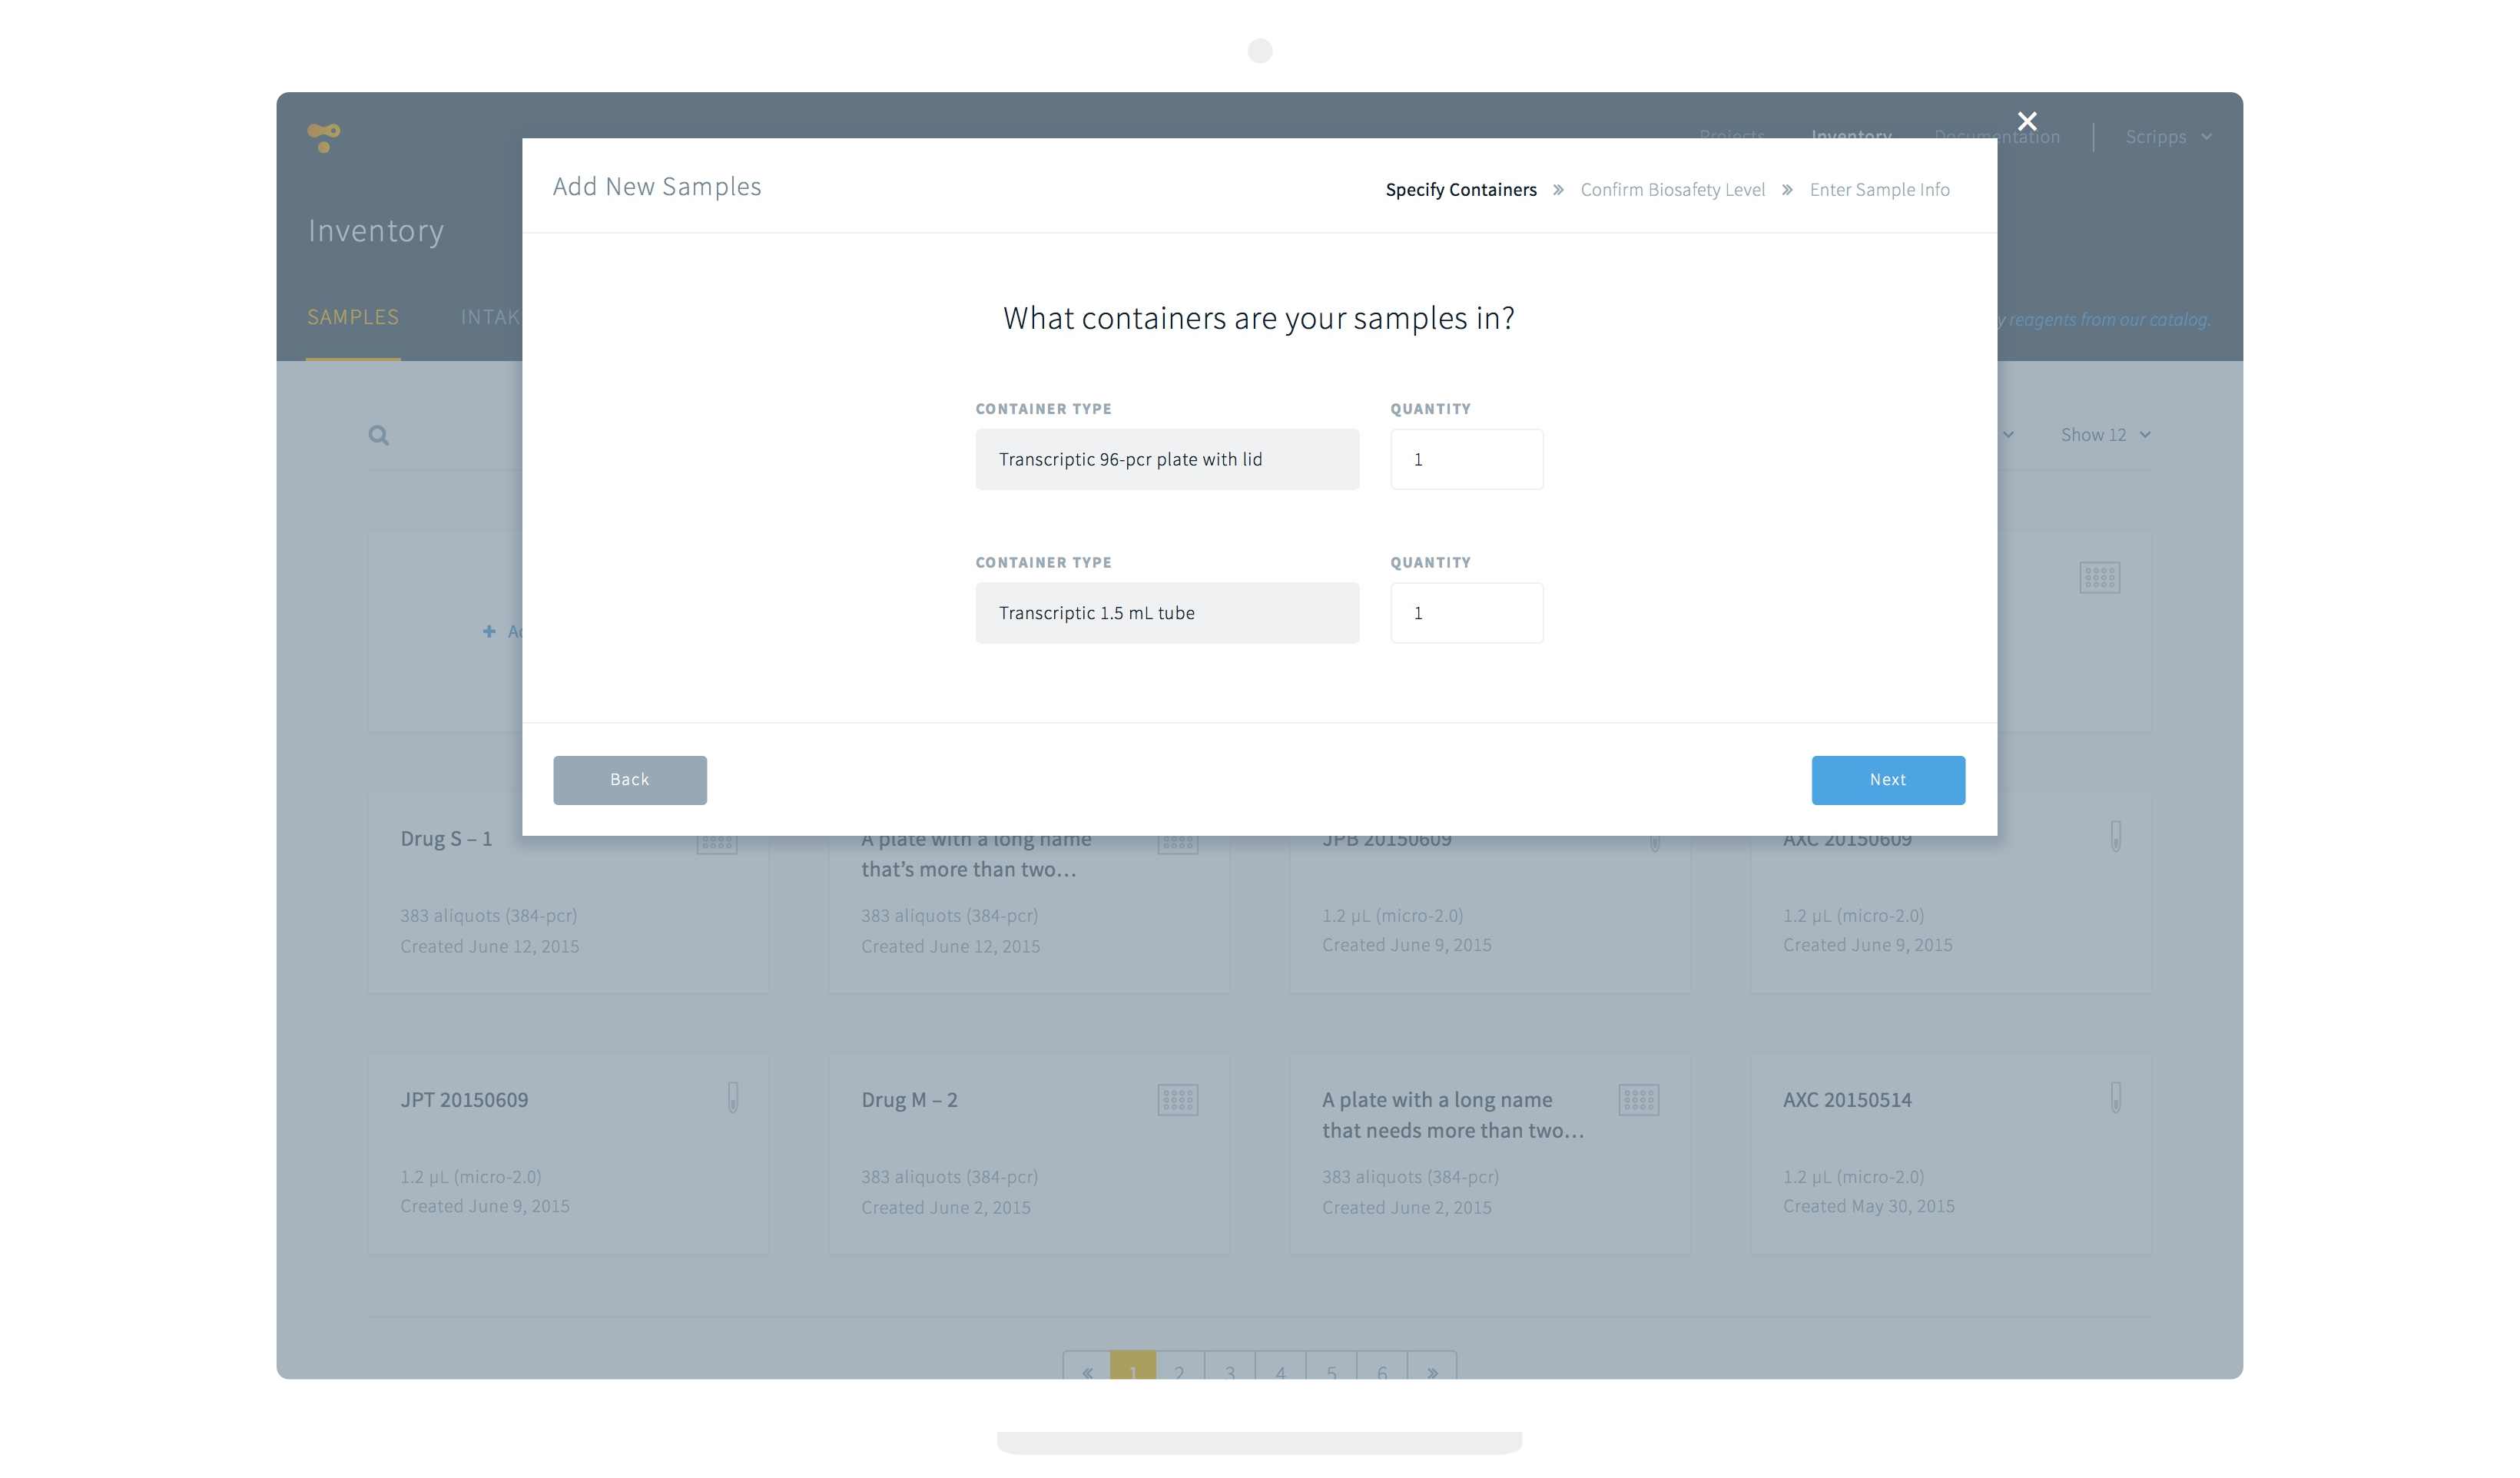 Projects Inventory Documentation Scripps
Add New Samples
Specify Containers » Confirm Biosafety Level » Enter Sample Info
Inventory
What containers are your samples in?
SAMPLES
reagents from our catalog.
CONTAINER TYPE QUANTITY
Show 12
Transcriptic 96-pcr plate with lid 1
CONTAINER TYPE QUANTITY
Transcriptic 1.5 mL tube 1
Back Next
Drug S – 1
A plate with a long name
that’s more than two…
JPB 20150609
AXC 20150609
383 aliquots (384-pcr)
Created June 12, 2015
383 aliquots (384-pcr)
Created June 12, 2015
1.2 µL (micro-2.0)
Created June 9, 2015
1.2 µL (micro-2.0)
Created June 9, 2015
JPT 20150609
1.2 µL (micro-2.0)
Created June 9, 2015
Drug M – 2
383 aliquots (384-pcr)
Created June 2, 2015
A plate with a long name
that needs more than two…
383 aliquots (384-pcr)
Created June 2, 2015
AXC 20150514
1.2 µL (micro-2.0)
Created May 30, 2015
« 1 2 3 4 5 6 »